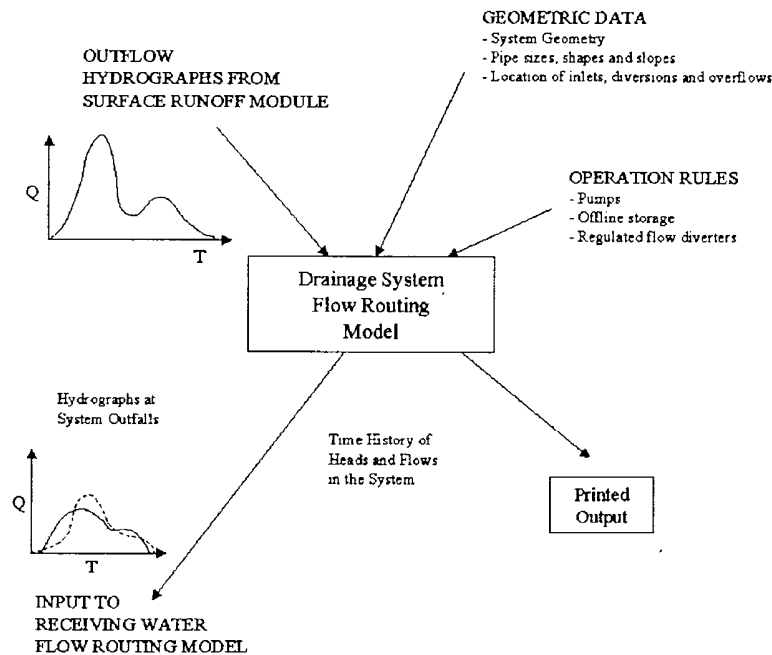 GEOMETRIC DATA
- System Geometry
- Pipe sizes, shapes and slopes
- Location of inlets, diversions and overflows
OUTFLOW
HYDROGRAPHS FROM
SURFACE RUNOFF MODULE
Q
T
OPERATION RULES
- Pumps
- Offline storage
- Regulated flow diverters
Drainage System
Flow Routing
Model
Hydrographs at
System Outfalls
Time History of
Heads and Flows
in the System
Q
T
Printed
Output
INPUT TO
RECEIVING WATER
FLOW ROUTING MODEL